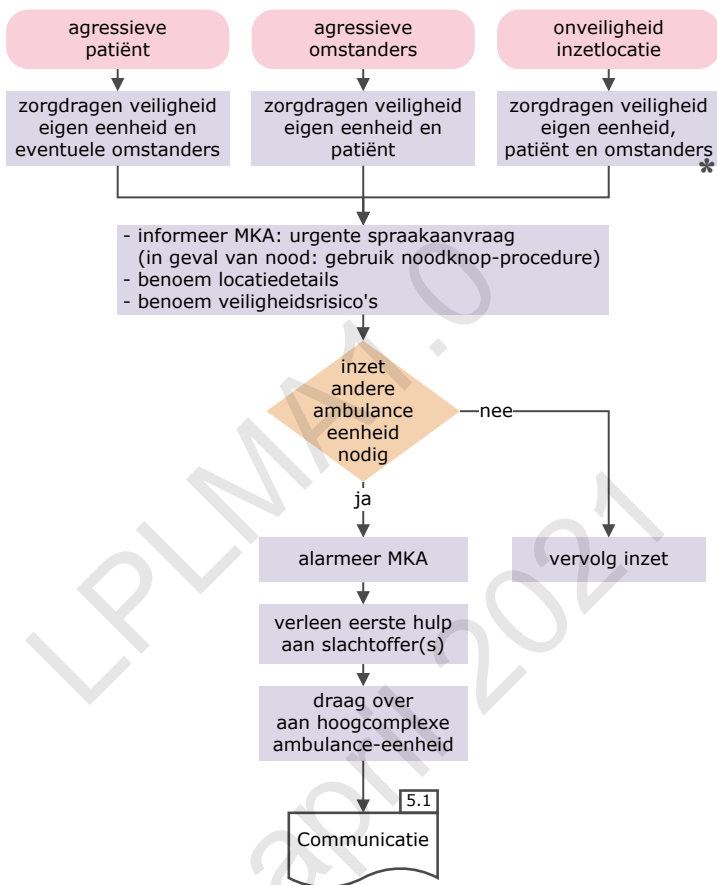 agressieve
patiënt
agressieve
omstanders
onveiligheid
inzetlocatie
zorgdragen veiligheid
eigen eenheid en
eventuele omstanders
zorgdragen veiligheid
eigen eenheid en
patiënt
zorgdragen veiligheid
eigen eenheid,
patiënt en omstanders
*
- informeer MKA: urgente spraakaanvraag
(in geval van nood: gebruik noodknop-procedure)
- benoem locatiedetails
- benoem veiligheidsrisico's
inzet
andere
ambulance
eenheid
nodig
nee
ja
alarmeer MKA
vervolg inzet
verleen eerste hulp
aan slachtoffer(s)
draag over
aan hoogcomplexe
ambulance-eenheid
5.1
Communicatie
LPLMA1.0
april 2021